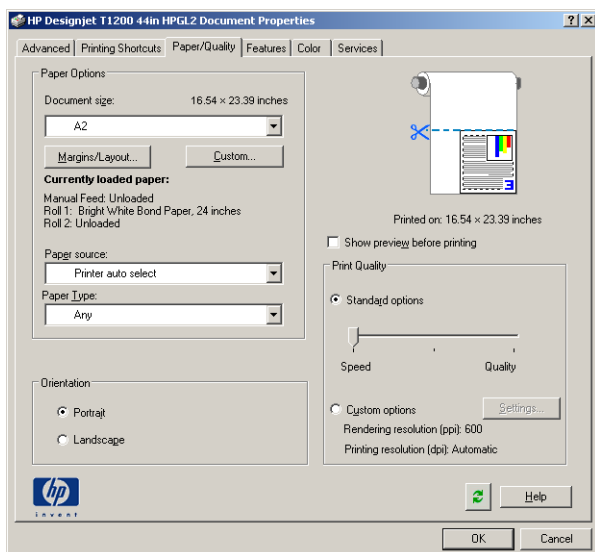 HP Designjet T1200 44in HPGL2 Document Properties
Advanced Printing Shortcuts Paper/Quality Features Color Services
Paper Options
Document size: 16.54 × 23.39 inches
A2
Margins/Layout... Custom...
Currently loaded paper:
Manual Feed: Unloaded
Roll 1: Bright White Bond Paper, 24 inches
Roll 2: Unloaded
Paper source:
Printer auto select
Paper Type:
Any
Orientation
Portrait
Landscape
Printed on: 16.54 × 23.39 inches
Show preview before printing
Print Quality
Standard options
Speed Quality
Custom options Settings...
Rendering resolution (ppi): 600
Printing resolution (dpi): Automatic
hp
invent
Help
OK Cancel